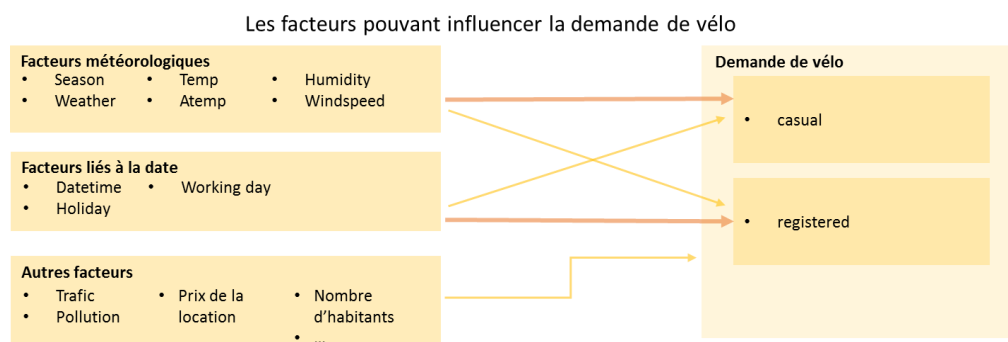 Les facteurs pouvant influencer la demande de vélo
Facteurs météorologiques
• Season • Temp • Humidity
• Weather • Atemp • Windspeed
Facteurs liés à la date
• Datetime • Working day
• Holiday
Autres facteurs
• Trafic • Prix de la • Nombre
• Pollution location d'habitants
• ...
Demande de vélo
• casual
• registered